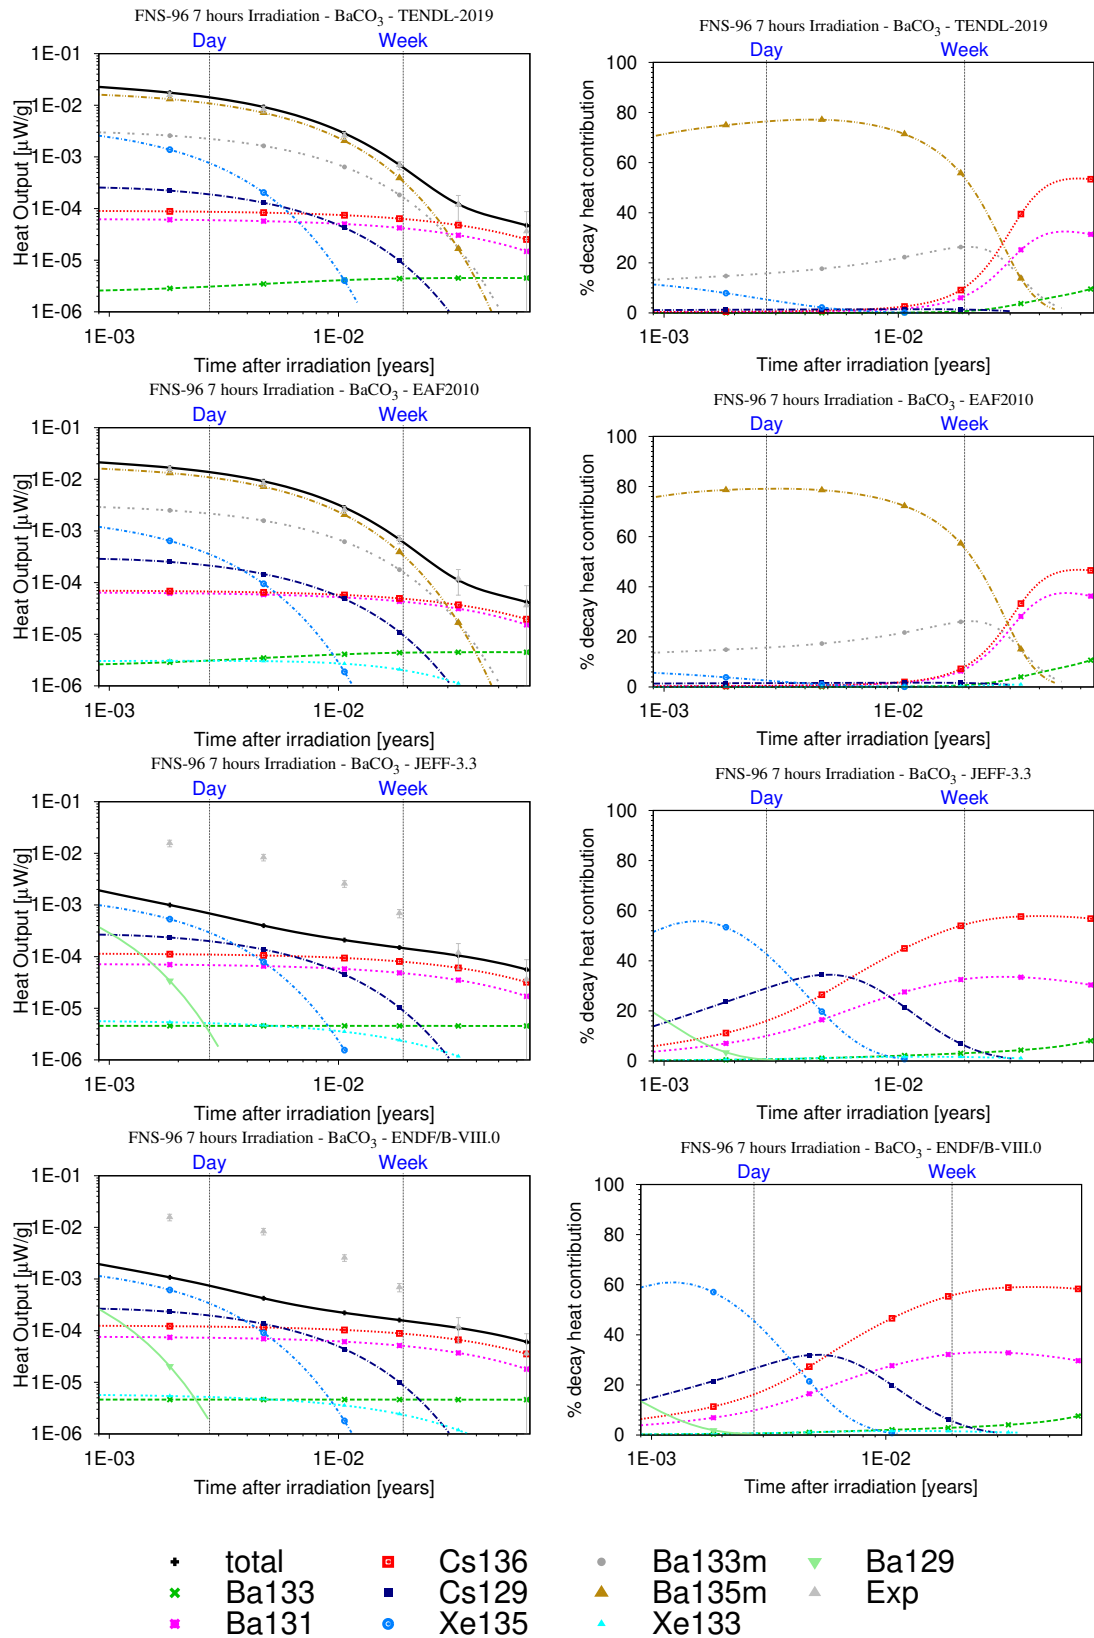 FNS-96 7 hours Irradiation - BaCO3 - TENDL-2019
Day Week
1E-01
1E-02
1E-03
1E-04
1E-05
1E-06
Heat Output [μW/g]
1E-03 1E-02
Time after irradiation [years]
FNS-96 7 hours Irradiation - BaCO3 - TENDL-2019
Day Week
100
80
60
40
20
0
% decay heat contribution
1E-03 1E-02
Time after irradiation [years]
FNS-96 7 hours Irradiation - BaCO3 - EAF2010
Day Week
1E-01
1E-02
1E-03
1E-04
1E-05
1E-06
Heat Output [μW/g]
1E-03 1E-02
Time after irradiation [years]
FNS-96 7 hours Irradiation - BaCO3 - EAF2010
Day Week
100
80
60
40
20
0
% decay heat contribution
1E-03 1E-02
Time after irradiation [years]
FNS-96 7 hours Irradiation - BaCO3 - JEFF-3.3
Day Week
1E-01
1E-02
1E-03
1E-04
1E-05
1E-06
Heat Output [μW/g]
1E-03 1E-02
Time after irradiation [years]
FNS-96 7 hours Irradiation - BaCO3 - JEFF-3.3
Day Week
100
80
60
40
20
0
% decay heat contribution
1E-03 1E-02
Time after irradiation [years]
FNS-96 7 hours Irradiation - BaCO3 - ENDF/B-VIII.0
Day Week
1E-01
1E-02
1E-03
1E-04
1E-05
1E-06
Heat Output [μW/g]
1E-03 1E-02
Time after irradiation [years]
FNS-96 7 hours Irradiation - BaCO3 - ENDF/B-VIII.0
Day Week
100
80
60
40
20
0
% decay heat contribution
1E-03 1E-02
Time after irradiation [years]
total Cs136 Ba133m Ba129
Ba133 Cs129 Ba135m Exp
Ba131 Xe135 Xe133